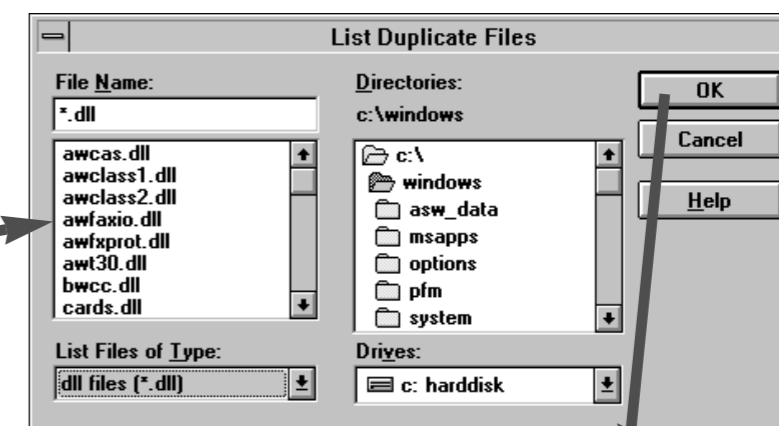 List Duplicate Files
File Name:
*.dll
awcas.dll
awclass1.dll
awclass2.dll
awfaxio.dll
awfxprot.dll
awt30.dll
bwcc.dll
cards.dll
List Files of Type:
dll files (*.dll)
Directories:
c:\windows
c:\
windows
asw_data
msapps
options
pfm
system
Drives:
c: harddisk
OK
Cancel
Help